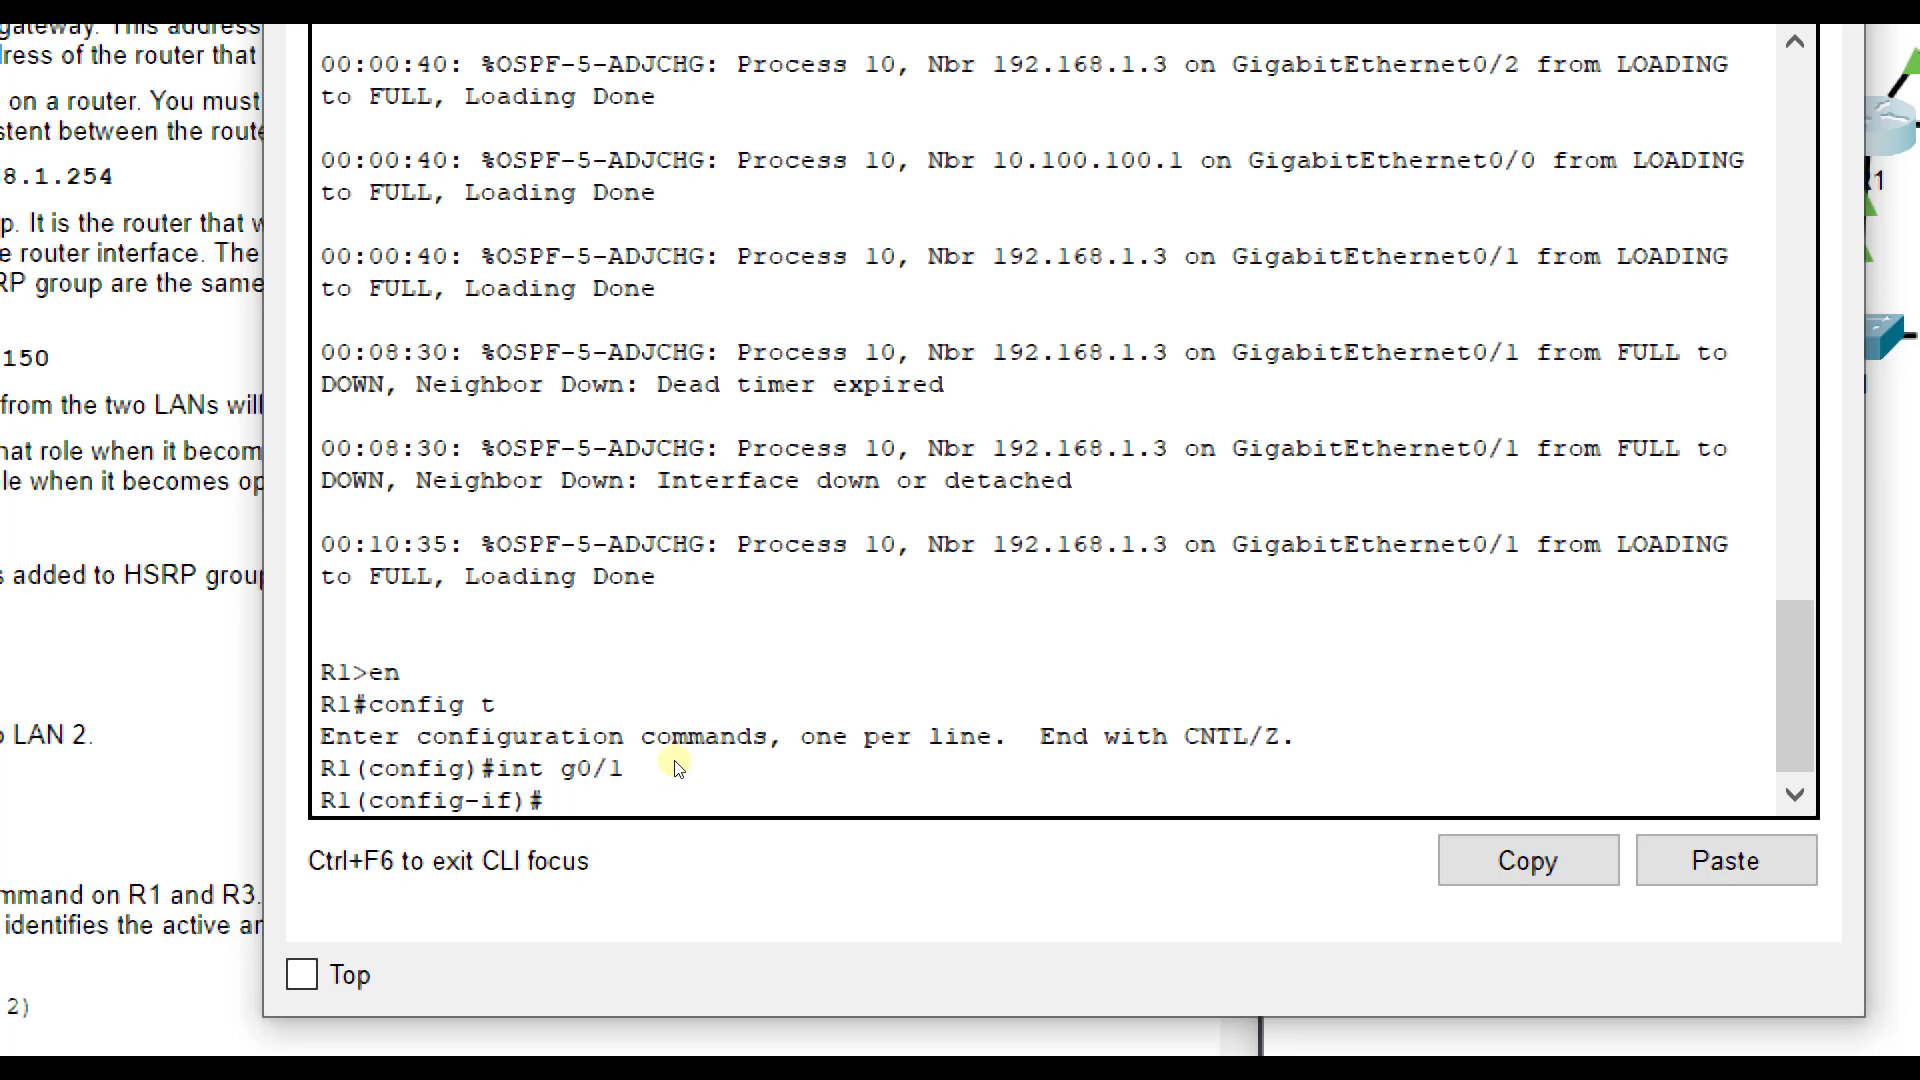 gateway. This address
dress of the router that
on a router. You must
stent between the route
8.1.254
p. It is the router that w
e router interface. The
RP group are the same
150
from the two LANs will
hat role when it becom
le when it becomes op
s added to HSRP group
o LAN 2.
ommand on R1 and R3.
identifies the active ar
2)
00:00:40: %OSPF-5-ADJCHG: Process 10, Nbr 192.168.1.3 on GigabitEthernet0/2 from LOADING
to FULL, Loading Done
00:00:40: %OSPF-5-ADJCHG: Process 10, Nbr 10.100.100.1 on GigabitEthernet0/0 from LOADING
to FULL, Loading Done
00:00:40: %OSPF-5-ADJCHG: Process 10, Nbr 192.168.1.3 on GigabitEthernet0/1 from LOADING
to FULL, Loading Done
00:08:30: %OSPF-5-ADJCHG: Process 10, Nbr 192.168.1.3 on GigabitEthernet0/1 from FULL to
DOWN, Neighbor Down: Dead timer expired
00:08:30: %OSPF-5-ADJCHG: Process 10, Nbr 192.168.1.3 on GigabitEthernet0/1 from FULL to
DOWN, Neighbor Down: Interface down or detached
00:10:35: %OSPF-5-ADJCHG: Process 10, Nbr 192.168.1.3 on GigabitEthernet0/1 from LOADING
to FULL, Loading Done
R1>en
R1#config t
Enter configuration commands, one per line.  End with CNTL/Z.
R1(config)#int g0/1
R1(config-if)#
Ctrl+F6 to exit CLI focus
Copy
Paste
Top
R1